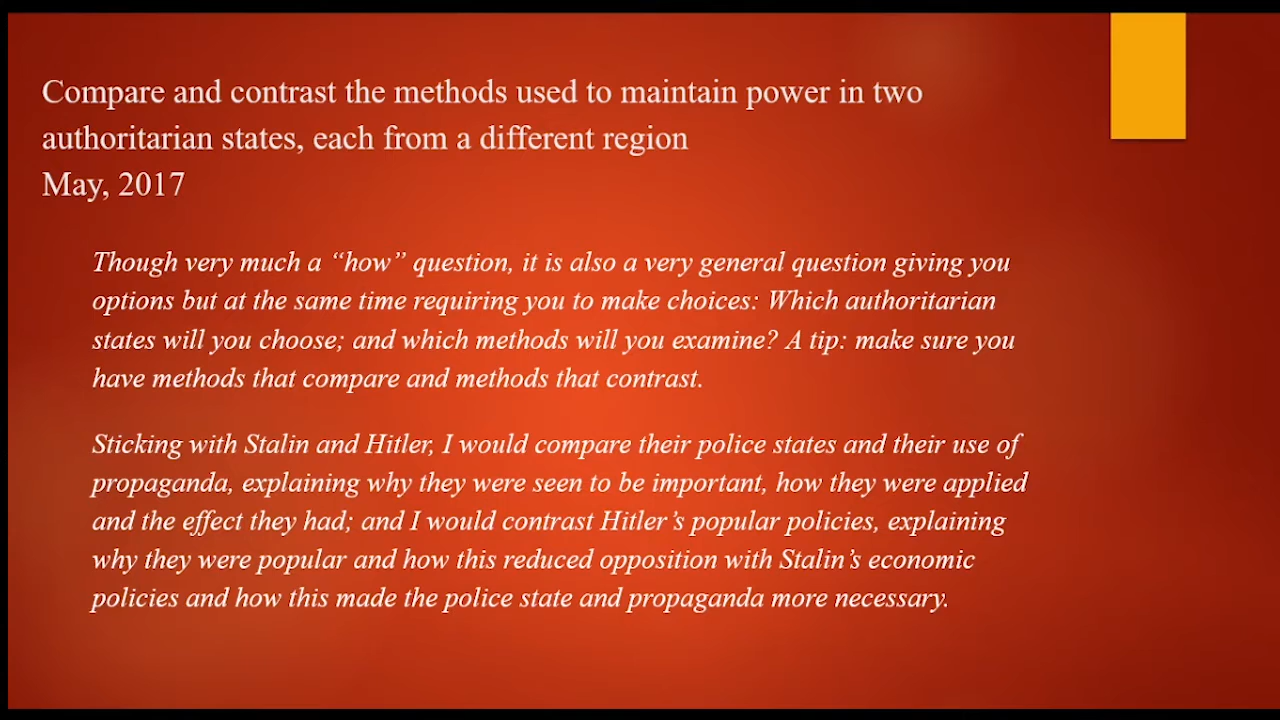 Compare and contrast the methods used to maintain power in two
authoritarian states, each from a different region
May, 2017
Though very much a “how” question, it is also a very general question giving you
options but at the same time requiring you to make choices: Which authoritarian
states will you choose; and which methods will you examine? A tip: make sure you
have methods that compare and methods that contrast.
Sticking with Stalin and Hitler, I would compare their police states and their use of
propaganda, explaining why they were seen to be important, how they were applied
and the effect they had; and I would contrast Hitler’s popular policies, explaining
why they were popular and how this reduced opposition with Stalin’s economic
policies and how this made the police state and propaganda more necessary.